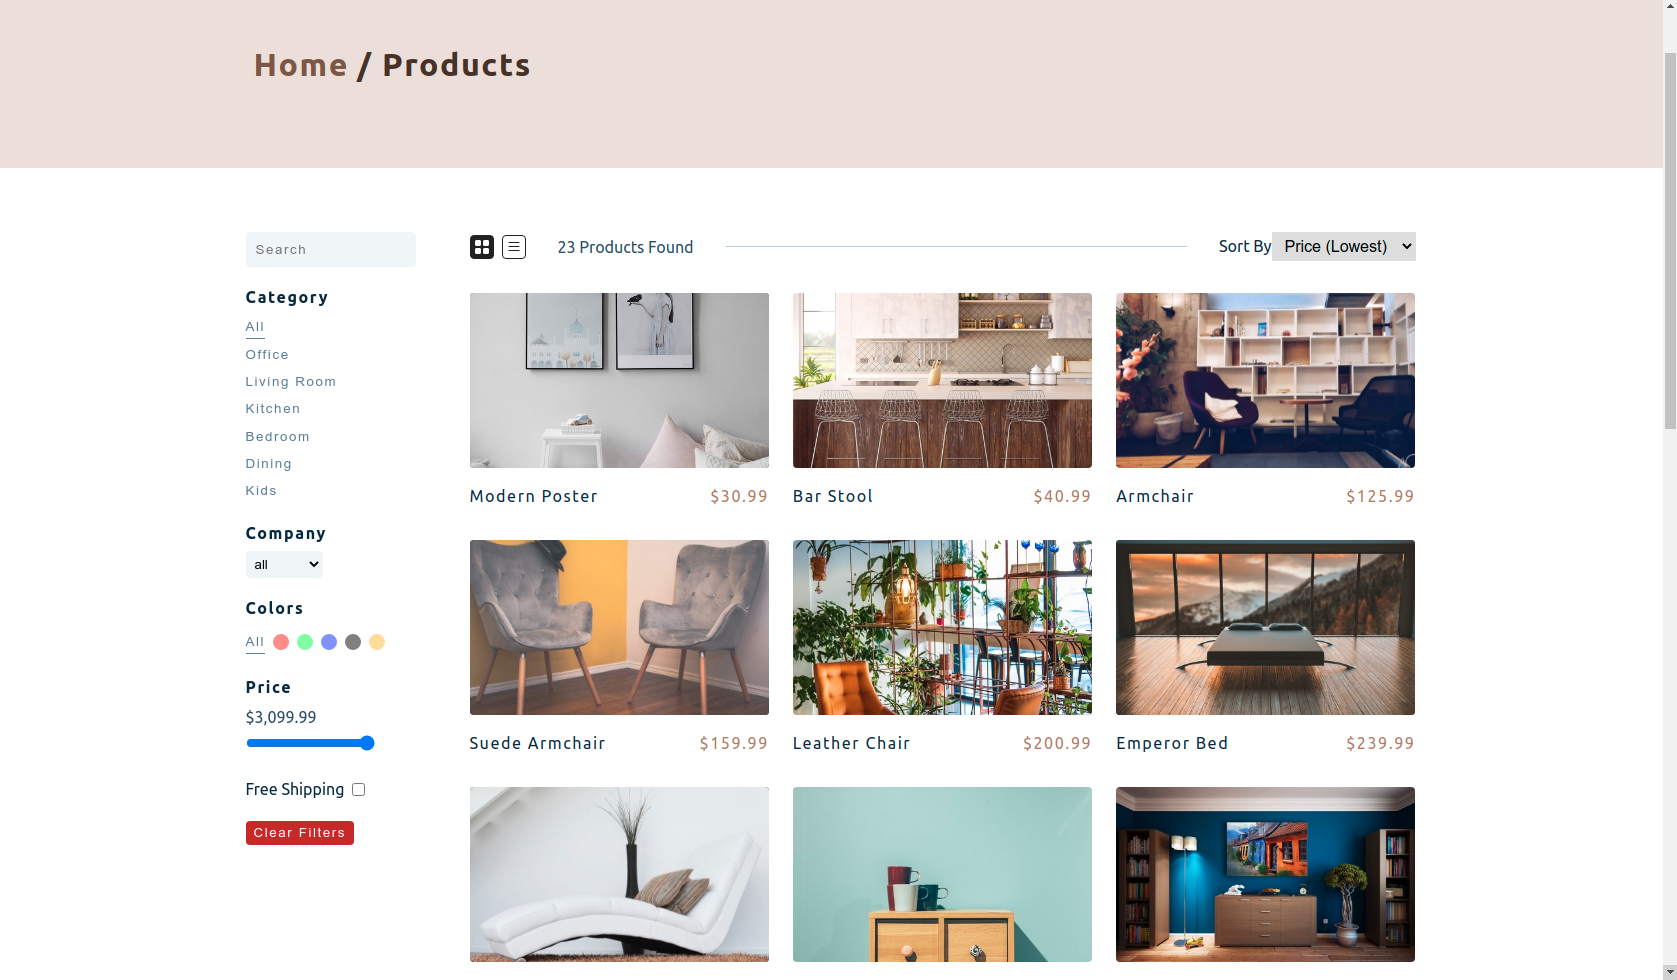 Home / Products
Search
23 Products Found
Sort By Price (Lowest)
Category
All
Office
Living Room
Kitchen
Bedroom
Dining
Kids
Company
all
Colors
All
Price
$3,099.99
Free Shipping
Clear Filters
Modern Poster $30.99
Bar Stool $40.99
Armchair $125.99
Suede Armchair $159.99
Leather Chair $200.99
Emperor Bed $239.99